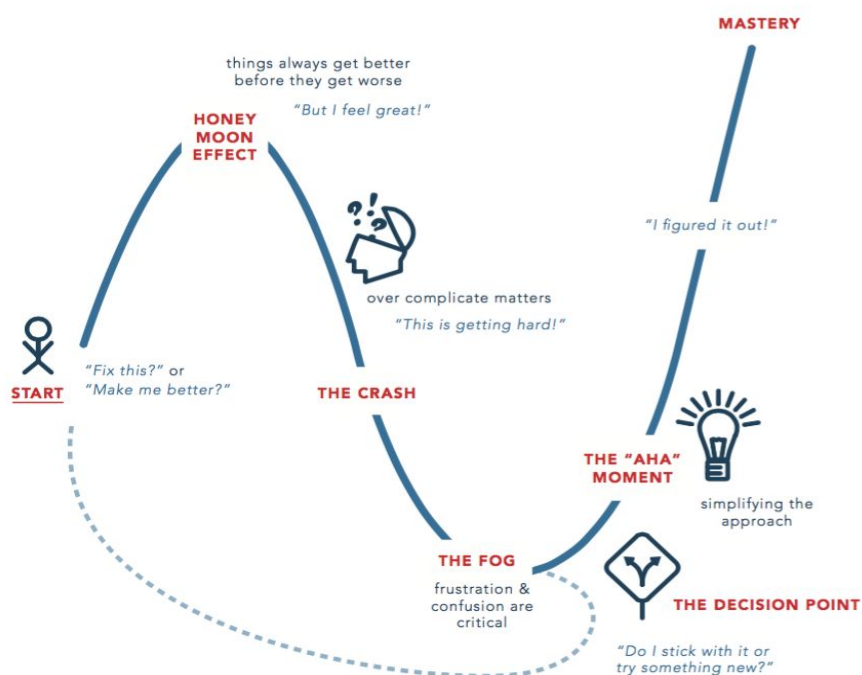 MASTERY
things always get better
before they get worse
“But I feel great!”
HONEY
MOON
EFFECT
? ! ?
“I figured it out!”
over complicate matters
“This is getting hard!”
“Fix this?” or
“Make me better?”
START
THE CRASH
THE “AHA”
MOMENT
simplifying the
approach
THE FOG
frustration &
confusion are
critical
THE DECISION POINT
“Do I stick with it or
try something new?”